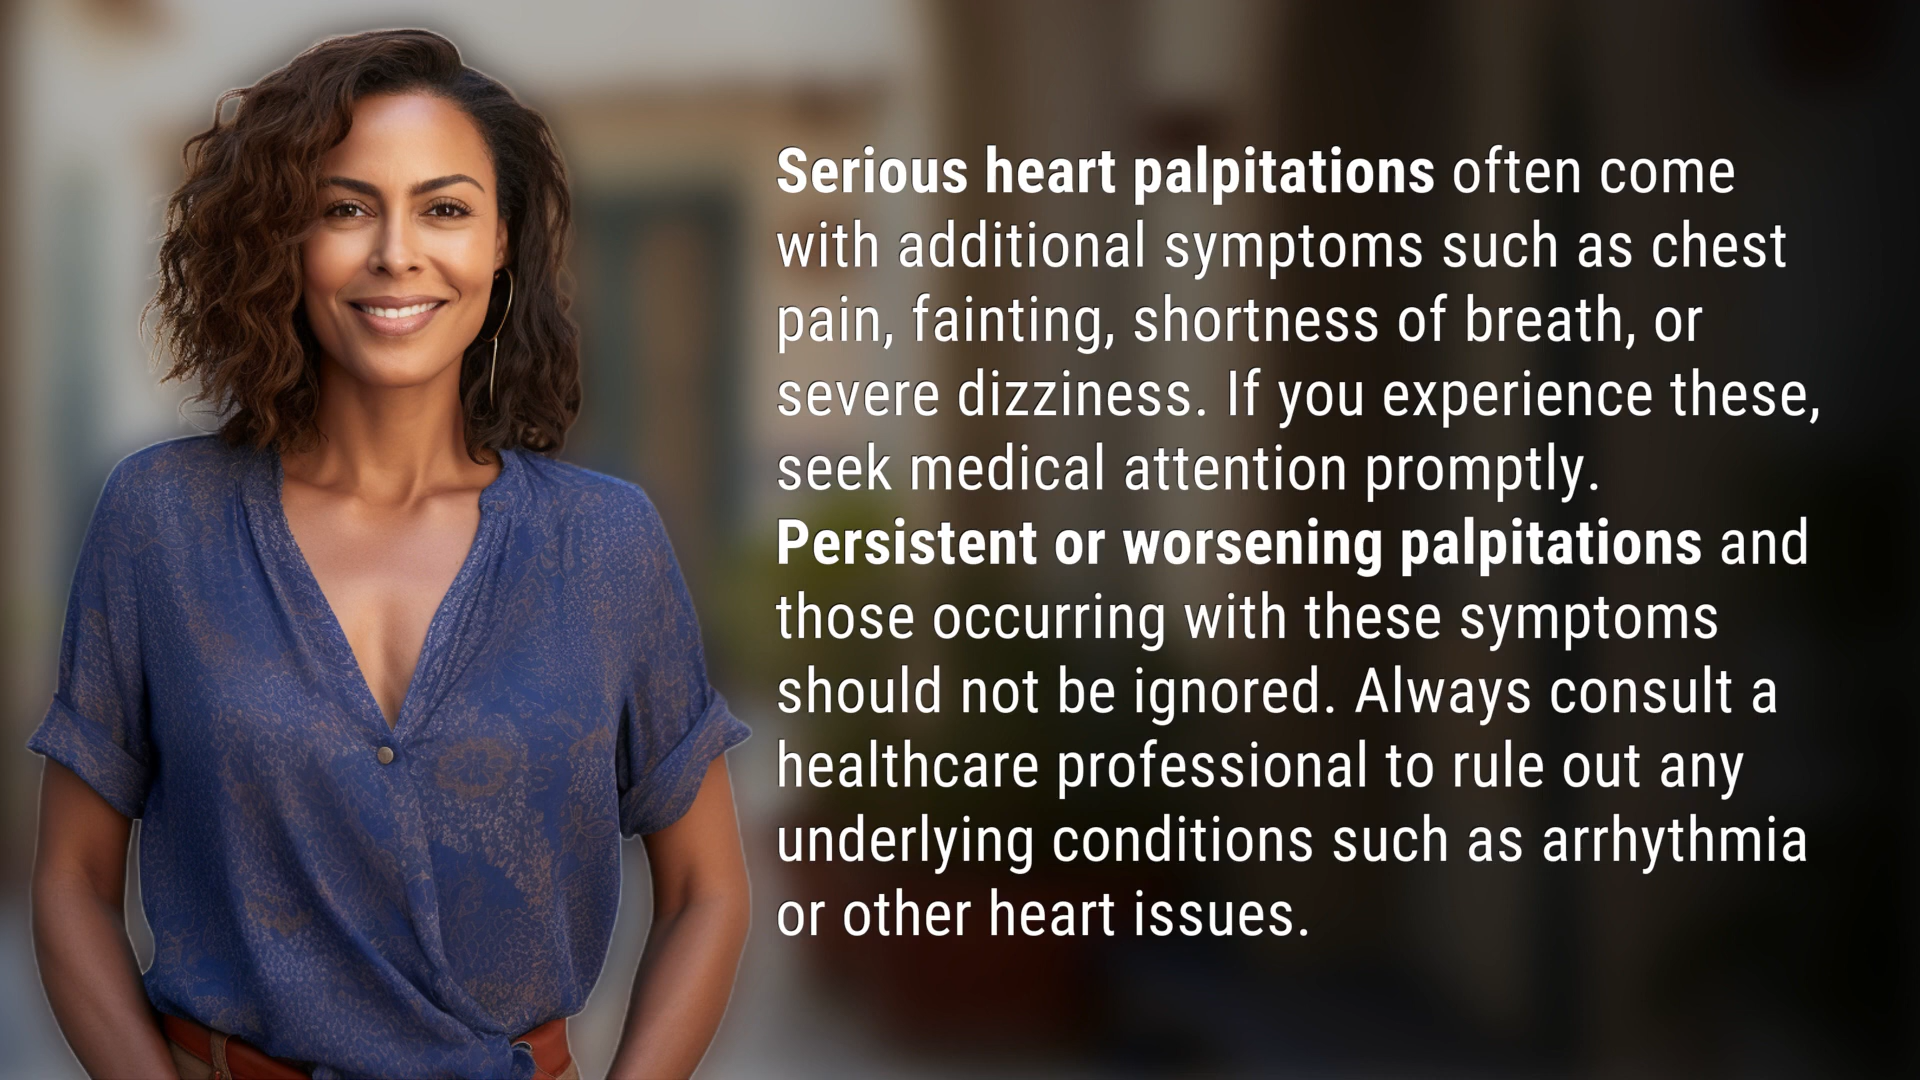 Serious heart palpitations often come
with additional symptoms such as chest
pain, fainting, shortness of breath, or
severe dizziness. If you experience these,
seek medical attention promptly.
Persistent or worsening palpitations and
those occurring with these symptoms
should not be ignored. Always consult a
healthcare professional to rule out any
underlying conditions such as arrhythmia
or other heart issues.